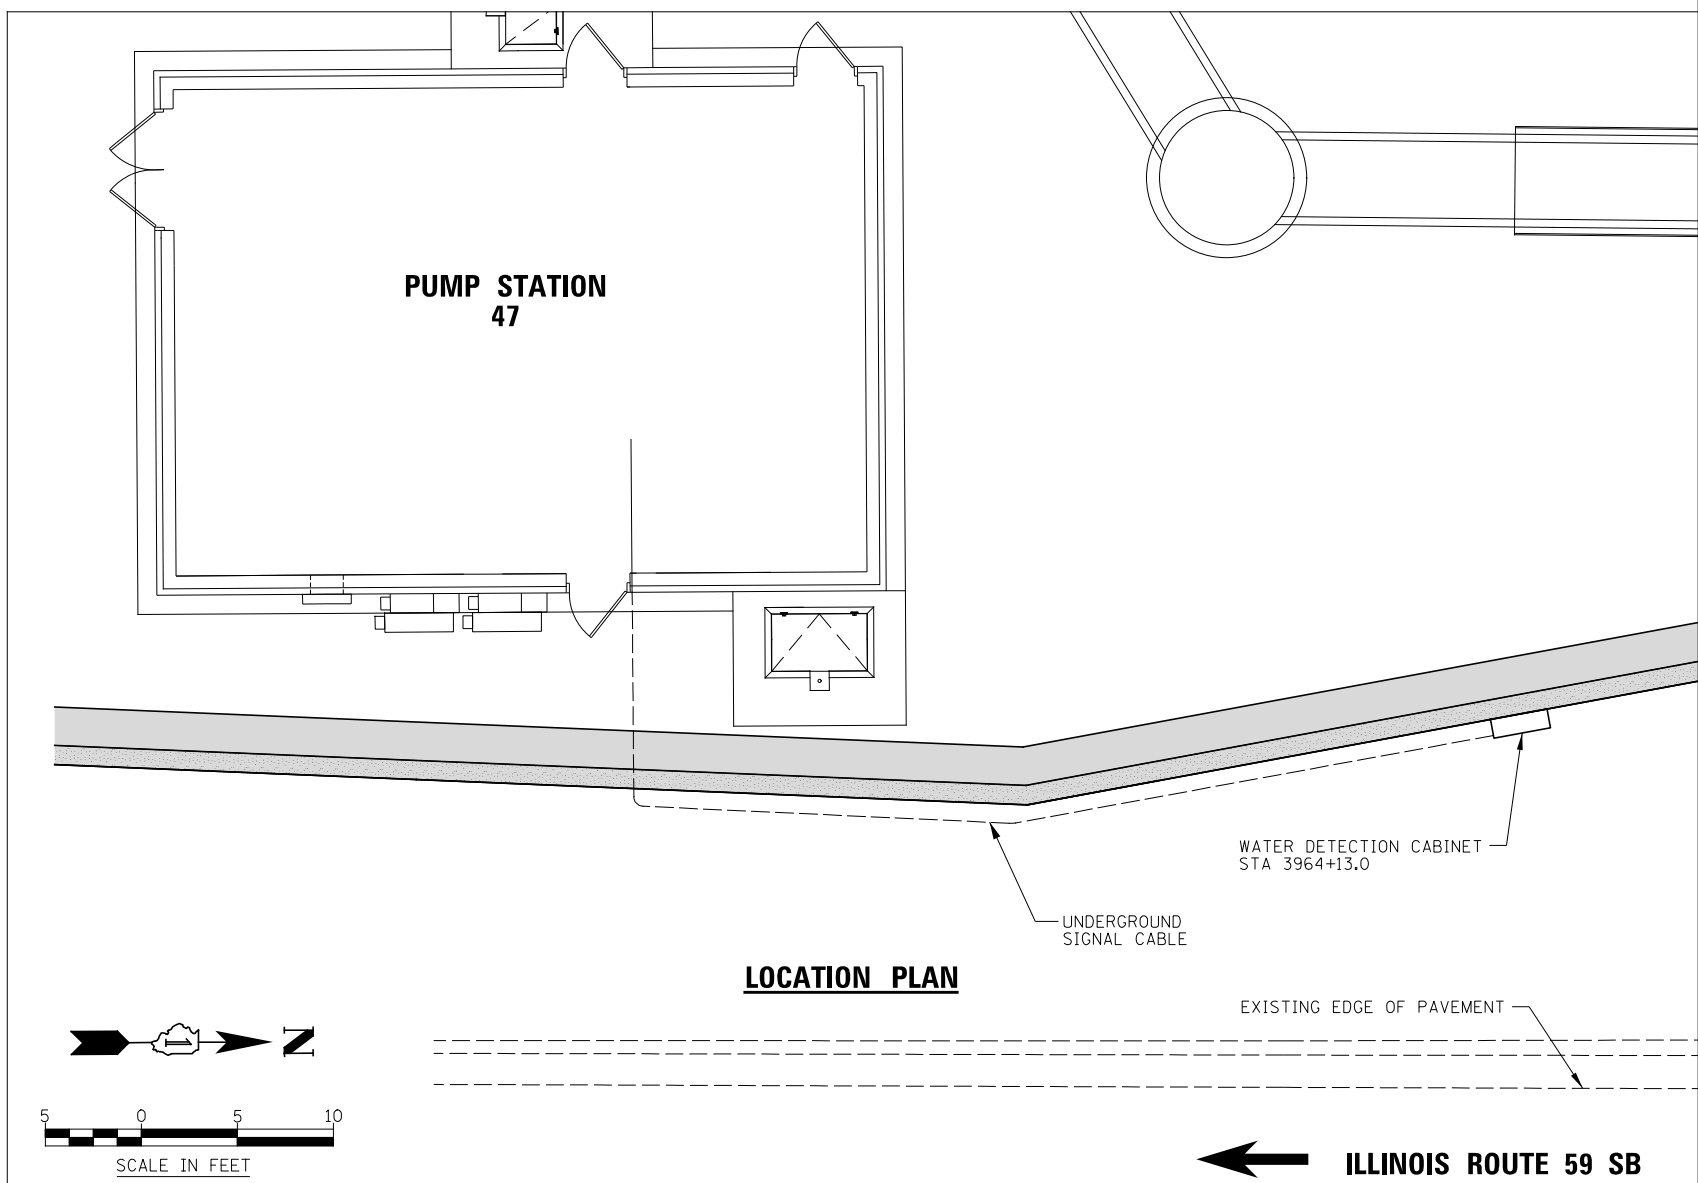 PUMP STATION
47
WATER DETECTION CABINET
STA 3964+13.0
UNDERGROUND
SIGNAL CABLE
LOCATION PLAN
EXISTING EDGE OF PAVEMENT
N
5 0 5 10
SCALE IN FEET
ILLINOIS ROUTE 59 SB